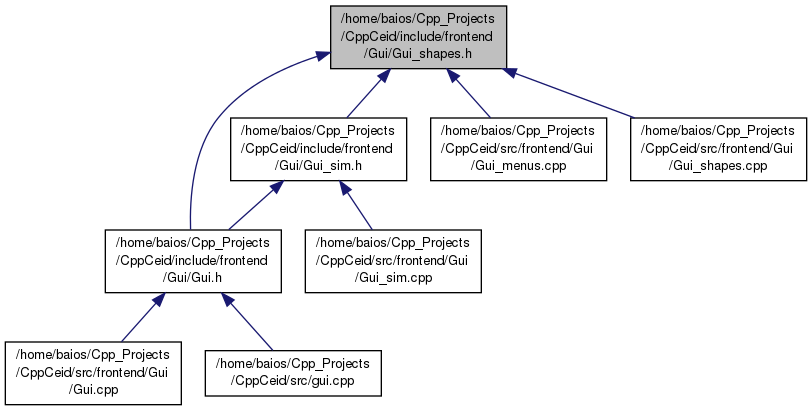 /home/baios/Cpp_Projects
/CppCeid/include/frontend
/Gui/Gui_shapes.h
/home/baios/Cpp_Projects
/CppCeid/include/frontend
/Gui/Gui_sim.h
/home/baios/Cpp_Projects
/CppCeid/src/frontend/Gui
/Gui_menus.cpp
/home/baios/Cpp_Projects
/CppCeid/src/frontend/Gui
/Gui_shapes.cpp
/home/baios/Cpp_Projects
/CppCeid/include/frontend
/Gui/Gui.h
/home/baios/Cpp_Projects
/CppCeid/src/frontend/Gui
/Gui_sim.cpp
/home/baios/Cpp_Projects
/CppCeid/src/frontend/Gui
/Gui.cpp
/home/baios/Cpp_Projects
/CppCeid/src/gui.cpp